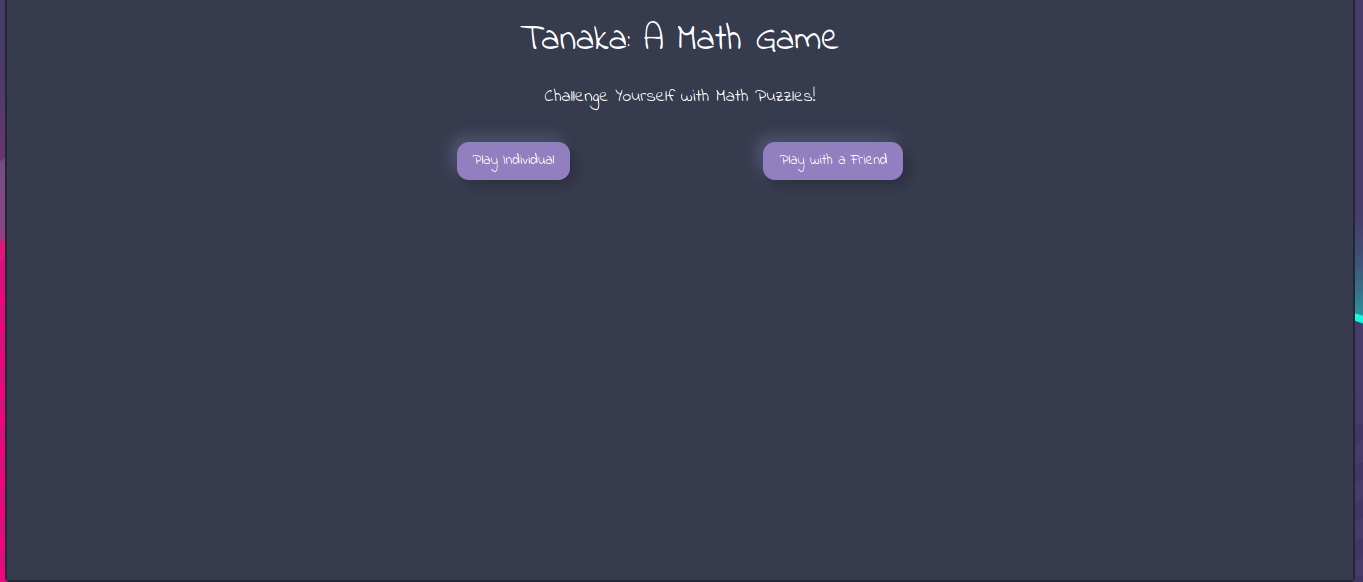 Tanaka: A Math Game
Challenge Yourself with Math Puzzles!
Play Individual
Play with a Friend